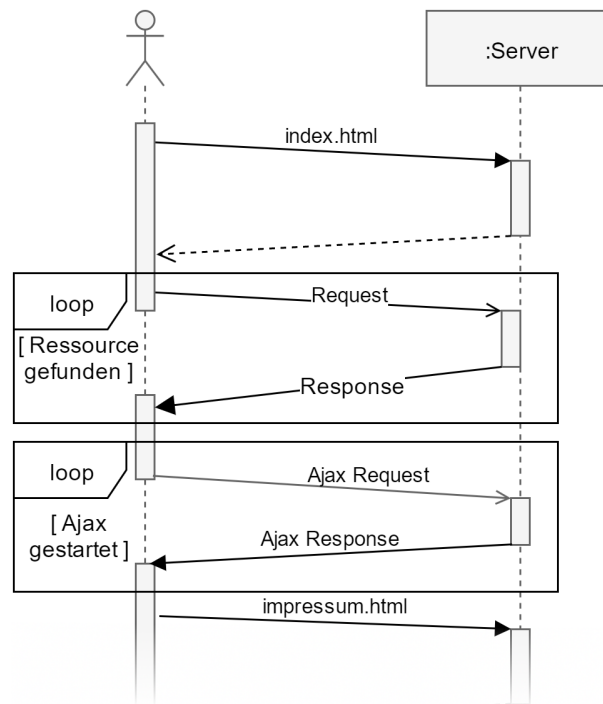 :Server
index.html
loop
Request
[ Ressource
gefunden ]
Response
loop
Ajax Request
[ Ajax
gestartet ]
Ajax Response
impressum.html